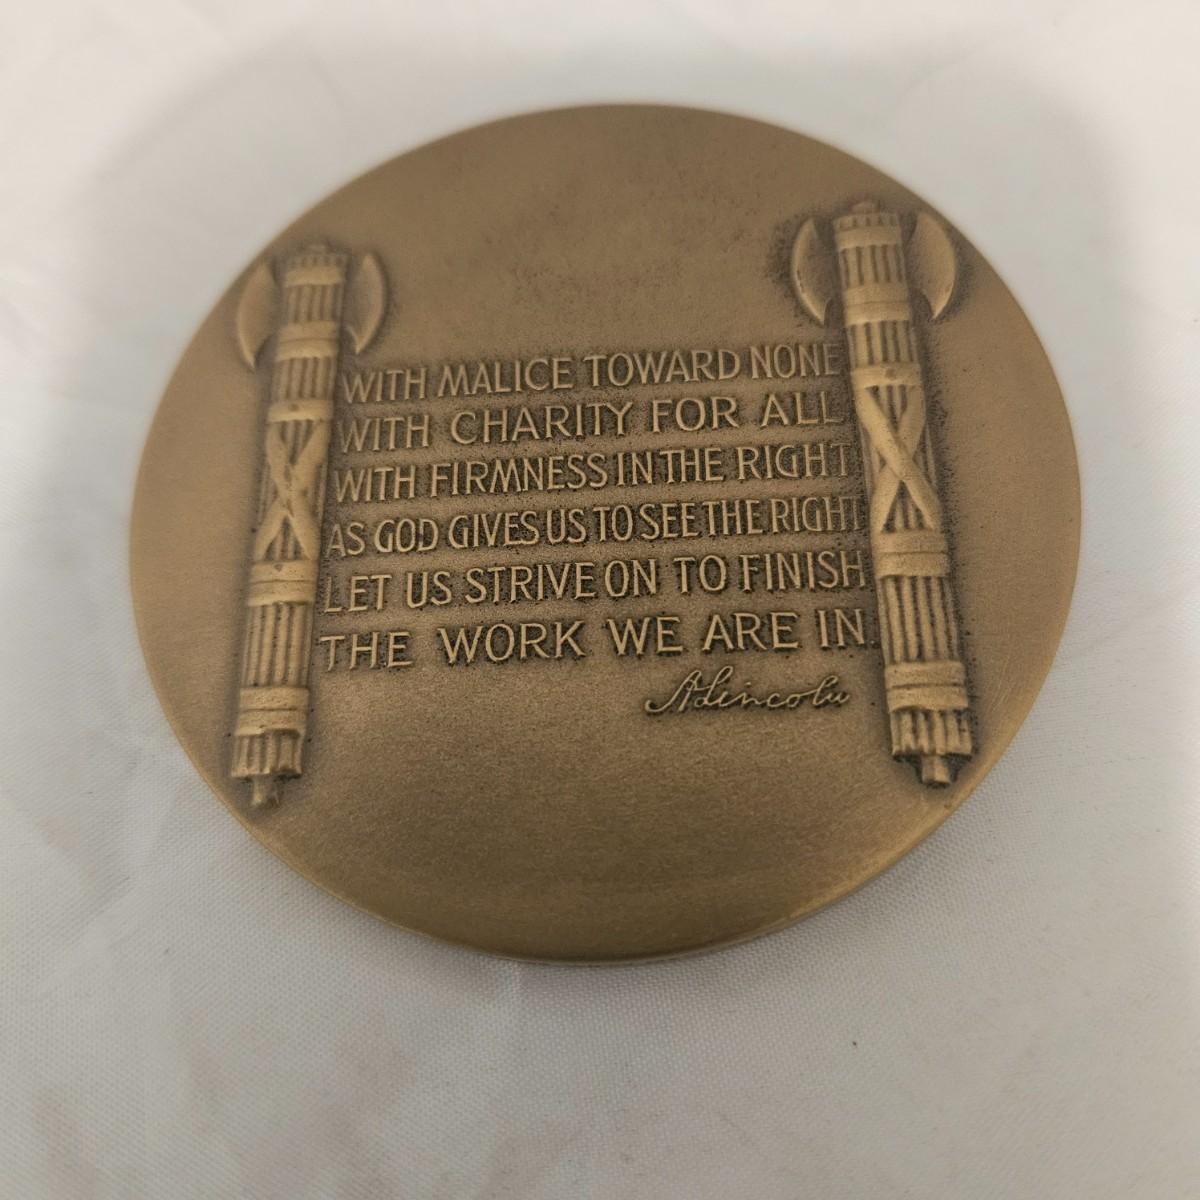 WITH MALICE TOWARD NONE
WITH CHARITY FOR ALL
WITH FIRMNESS IN THE RIGHT
AS GOD GIVES US TO SEE THE RIGHT
LET US STRIVE ON TO FINISH
THE WORK WE ARE IN
A Lincoln